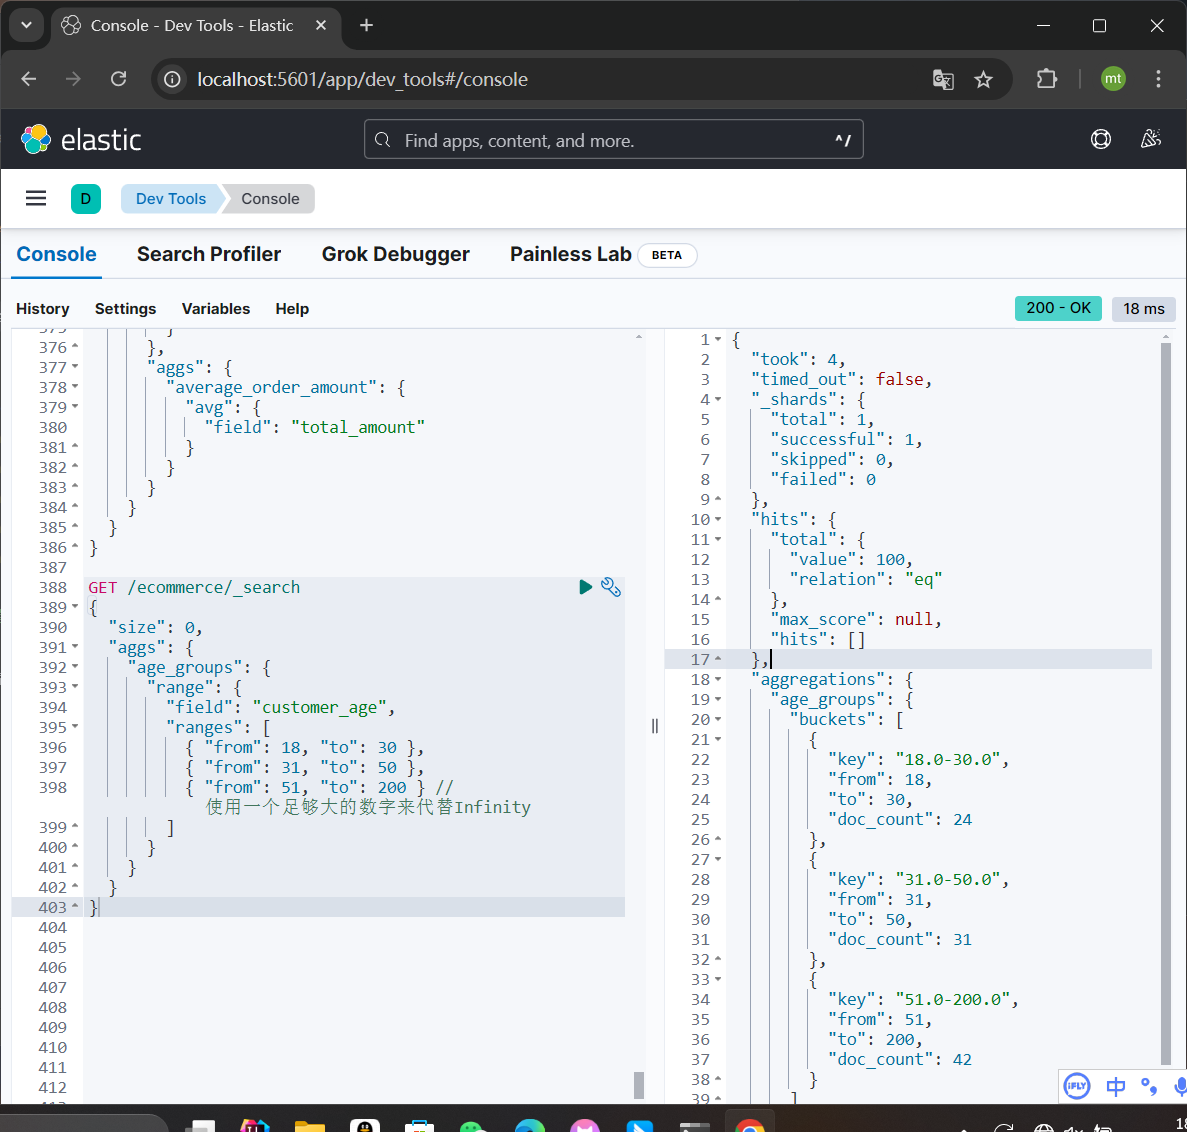 Console - Dev Tools - Elastic
localhost:5601/app/dev_tools#/console
mt
elastic
Find apps, content, and more.
^/
D
Dev Tools
Console
Console
Search Profiler
Grok Debugger
Painless Lab
BETA
History
Settings
Variables
Help
200 - OK
18 ms
375 }
376 },
377 "aggs": {
378 "average_order_amount": {
379 "avg": {
380 "field": "total_amount"
381 }
382 }
383 }
384 }
385 }
386 }
387
388 GET /ecommerce/_search
389 {
390 "size": 0,
391 "aggs": {
392 "age_groups": {
393 "range": {
394 "field": "customer_age",
395 "ranges": [
396 { "from": 18, "to": 30 },
397 { "from": 31, "to": 50 },
398 { "from": 51, "to": 200 } //
使用一个足够大的数字来代替Infinity
399 ]
400 }
401 }
402 }
403 }
404
405
406
407
408
409
410
411
412
1 {
2 "took": 4,
3 "timed_out": false,
4 "_shards": {
5 "total": 1,
6 "successful": 1,
7 "skipped": 0,
8 "failed": 0
9 },
10 "hits": {
11 "total": {
12 "value": 100,
13 "relation": "eq"
14 },
15 "max_score": null,
16 "hits": []
17 },
18 "aggregations": {
19 "age_groups": {
20 "buckets": [
21 {
22 "key": "18.0-30.0",
23 "from": 18,
24 "to": 30,
25 "doc_count": 24
26 },
27 {
28 "key": "31.0-50.0",
29 "from": 31,
30 "to": 50,
31 "doc_count": 31
32 },
33 {
34 "key": "51.0-200.0",
35 "from": 51,
36 "to": 200,
37 "doc_count": 42
38 }
39 ]
iFLY
中